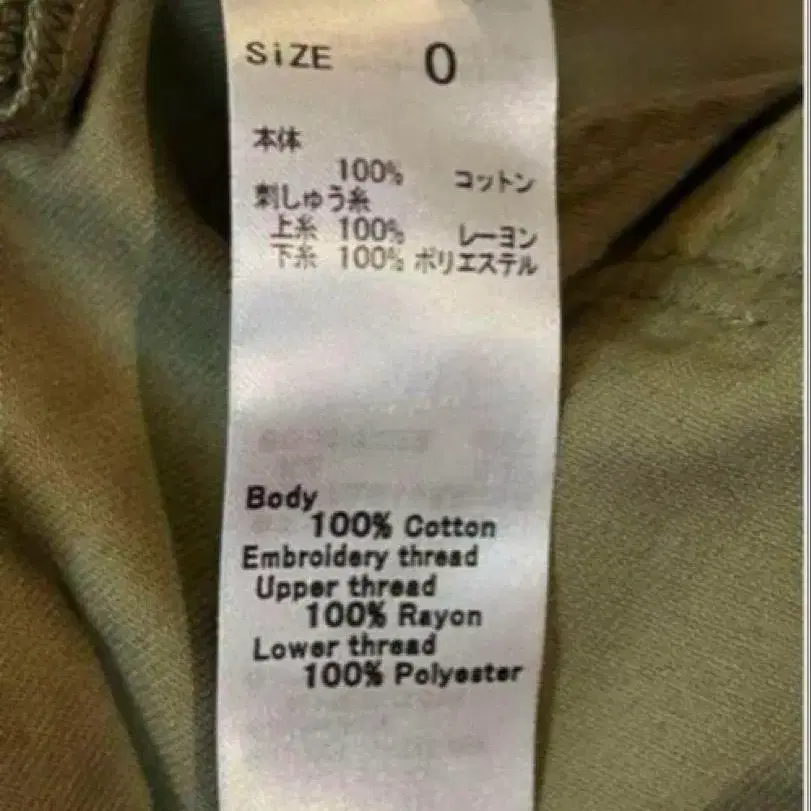 SiZE 0
本体
100% コットン
刺しゅう糸
上糸 100% レーヨン
下糸 100% ポリエステル
Body
100% Cotton
Embroidery thread
Upper thread
100% Rayon
Lower thread
100% Polyester